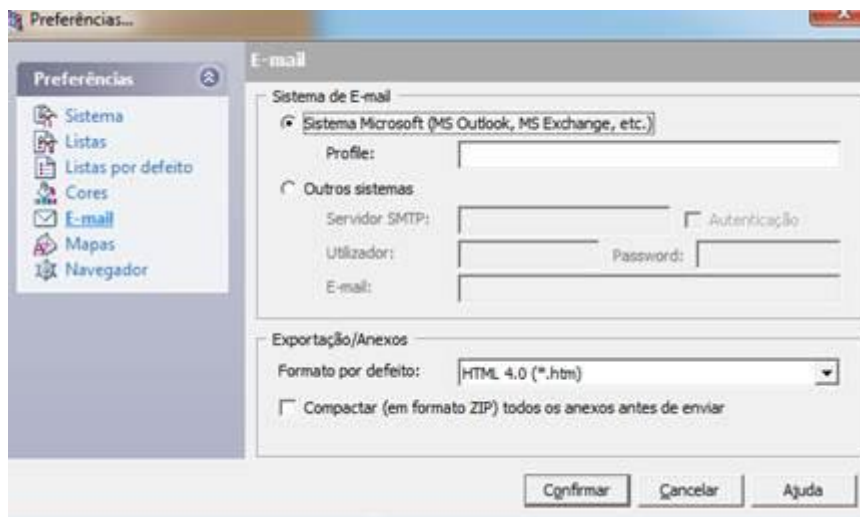 Preferências...
Preferências
Sistema
Listas
Listas por defeito
Cores
E-mail
Mapas
Navegador
E-mail
Sistema de E-mail
Sistema Microsoft (MS Outlook, MS Exchange, etc.)
Profile:
Outros sistemas
Servidor SMTP:
Autenticação
Utilizador:
Password:
E-mail:
Exportação/Anexos
Formato por defeito:
HTML 4.0 (*.htm)
Compactar (em formato ZIP) todos os anexos antes de enviar
Confirmar
Cancelar
Ajuda